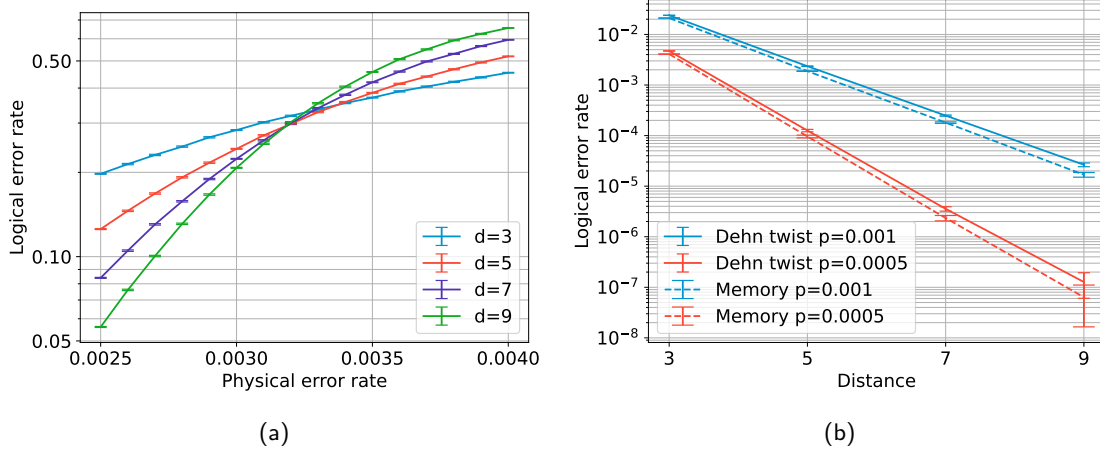 Logical error rate
0.50
0.10
0.05
0.0025
0.0030
0.0035
0.0040
Physical error rate
d=3
d=5
d=7
d=9
(a)
Logical error rate
10⁻²
10⁻³
10⁻⁴
10⁻⁵
10⁻⁶
10⁻⁷
10⁻⁸
3
5
7
9
Distance
Dehn twist p=0.001
Dehn twist p=0.0005
Memory p=0.001
Memory p=0.0005
(b)